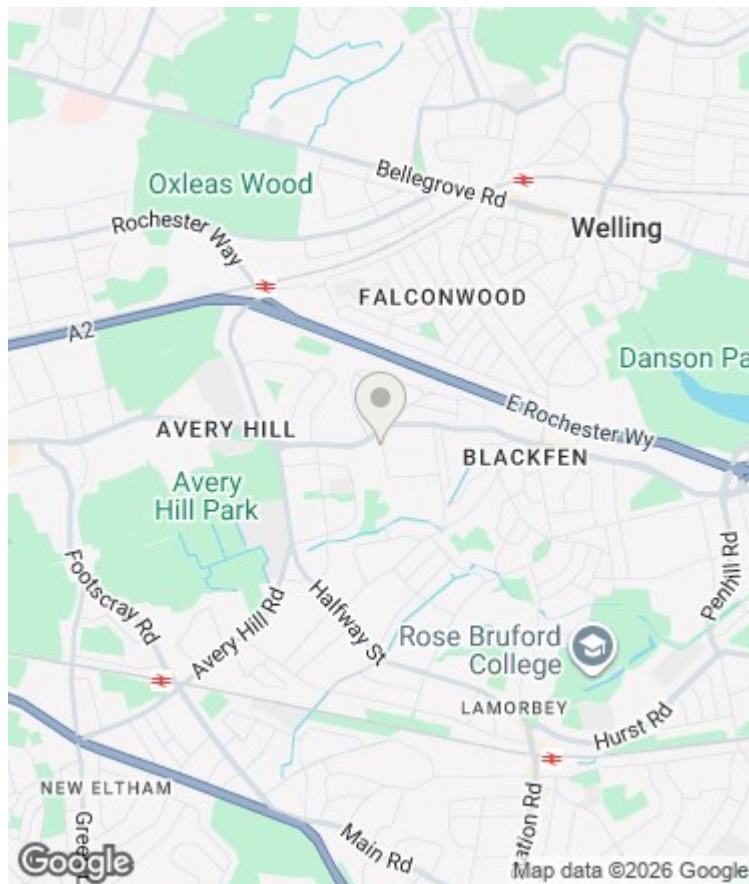 Oxleas Wood
Bellegrove Rd
Welling
Rochester Way
FALCONWOOD
A2
Danson Pa
E Rochester Wy
AVERY HILL
BLACKFEN
Avery
Hill Park
Penhill Rd
Footscray Rd
Avery Hill Rd
Halfway St
Rose Bruford
College
LAMORBEY
Hurst Rd
NEW ELTHAM
Main Rd
ation Rd
Google
Map data ©2026 Google